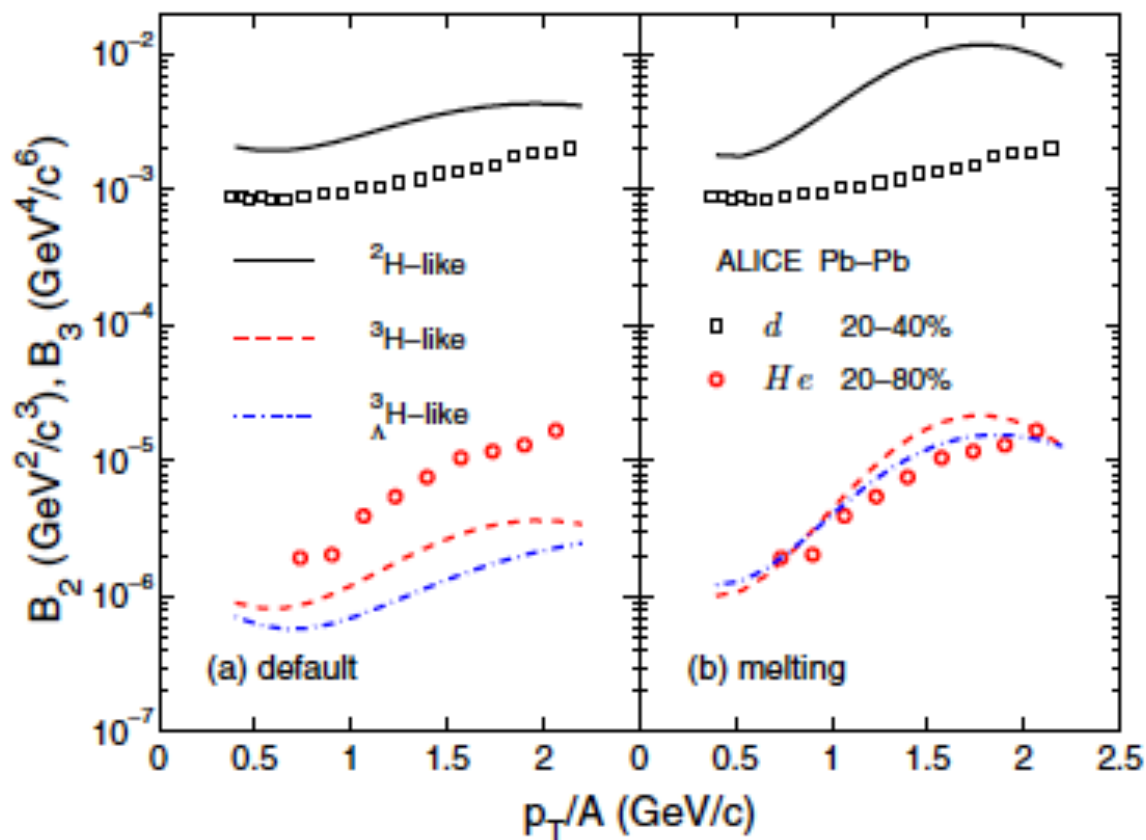 10⁻²
10⁻³
10⁻⁴
10⁻⁵
10⁻⁶
10⁻⁷
B₂ (GeV²/c³), B₃ (GeV⁴/c⁶)
²H–like
³H–like
³ΛH–like
(a) default
ALICE Pb–Pb
d 20–40%
He 20–80%
(b) melting
0 0.5 1 1.5 2 0 0.5 1 1.5 2 2.5
p_T/A (GeV/c)